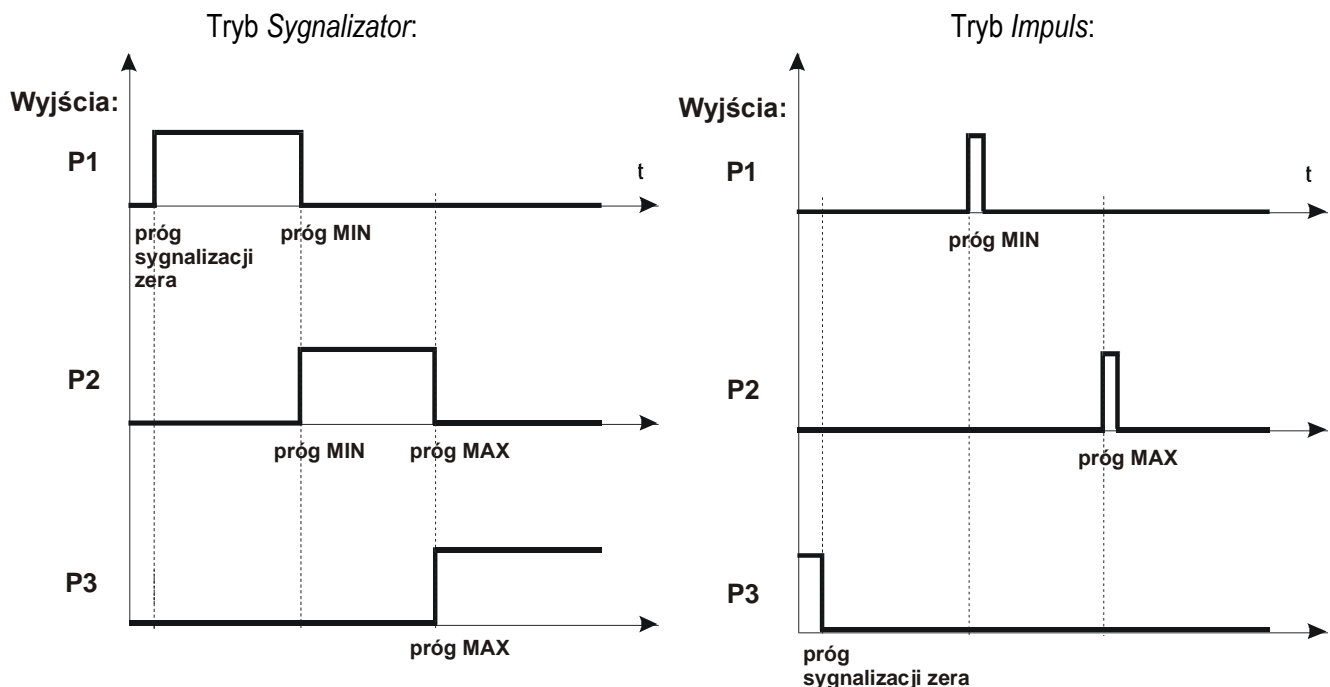 Tryb Sygnalizator:
Wyjścia:
P1
t
próg
sygnalizacji
zera
próg MIN
P2
próg MIN
próg MAX
P3
próg MAX
Tryb Impuls:
Wyjścia:
P1
t
próg MIN
P2
próg MAX
P3
próg
sygnalizacji zera